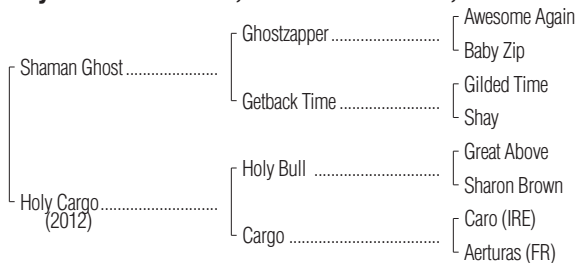 Awesome Again
Ghostzapper
Baby Zip
Shaman Ghost
Gilded Time
Getback Time
Shay
Great Above
Holy Bull
Sharon Brown
Holy Cargo
(2012)
Caro (IRE)
Cargo
Aerturas (FR)